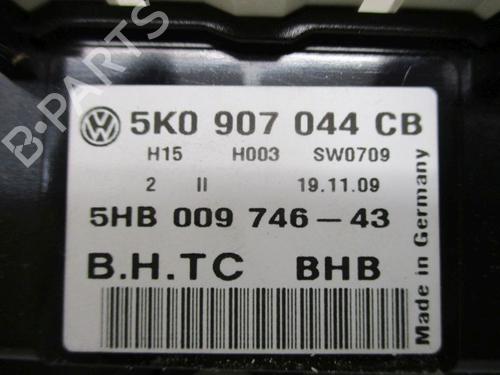 B-PARTS
VW 5K0 907 044 CB
H15 H003 SW0709
2 II 19.11.09
5HB 009 746-43
B.H.TC BHB
Made in Germany